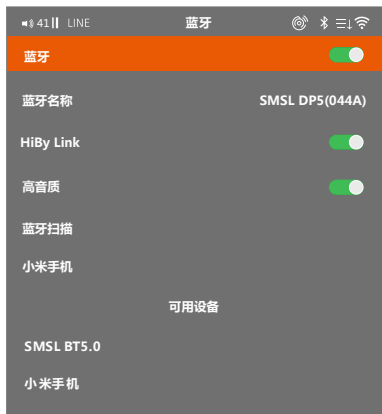 41 LINE 蓝牙
蓝牙
蓝牙名称 SMSL DP5(044A)
HiBy Link
高音质
蓝牙扫描
小米手机
可用设备
SMSL BT5.0
小米手机